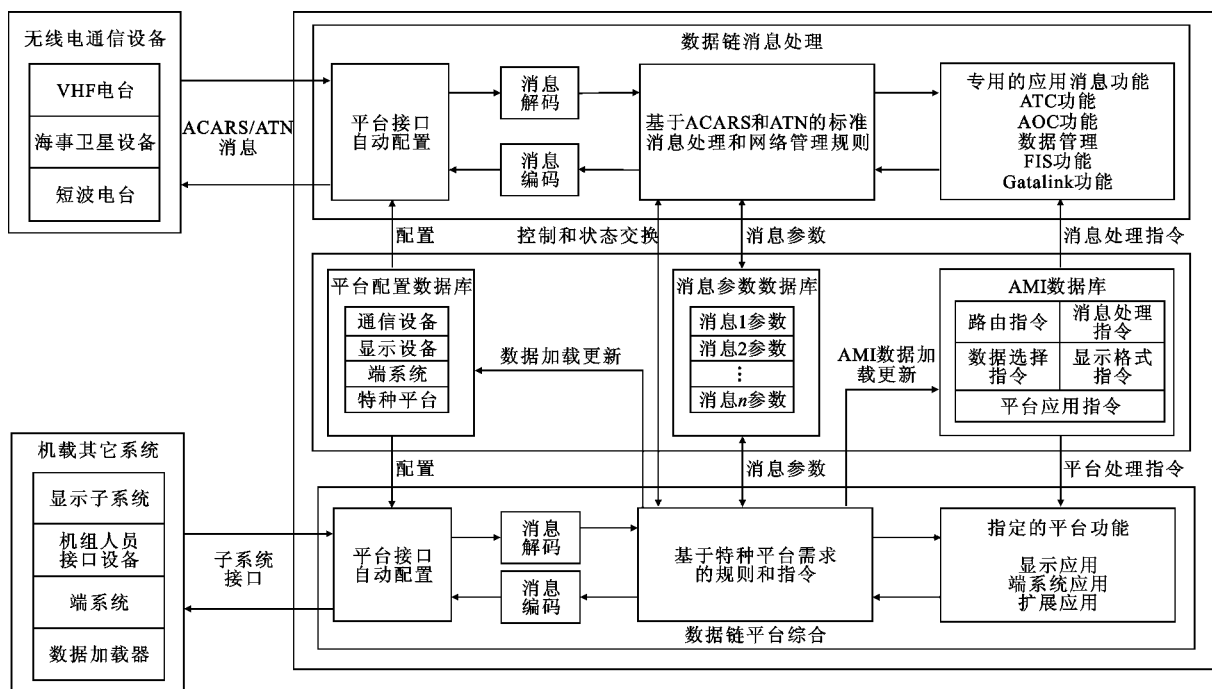 无线电通信设备
VHF电台
海事卫星设备
短波电台
ACARS/ATN
消息
数据链消息处理
平台接口
自动配置
消息
解码
消息
编码
基于ACARS和ATN的标准
消息处理和网络管理规则
专用的应用消息功能
ATC功能
AOC功能
数据管理
FIS功能
Gatalink功能
配置
控制和状态交换
消息参数
消息处理指令
平台配置数据库
通信设备
显示设备
端系统
特种平台
数据加载更新
消息参数数据库
消息1参数
消息2参数
⋮
消息n参数
AMI数据加
载更新
AMI数据库
路由指令
消息处理
指令
数据选择
指令
显示格式
指令
平台应用指令
配置
消息参数
平台处理指令
机载其它系统
显示子系统
机组人员
接口设备
端系统
数据加载器
子系统
接口
平台接口
自动配置
消息
解码
消息
编码
基于特种平台需求
的规则和指令
指定的平台功能
显示应用
端系统应用
扩展应用
数据链平台综合